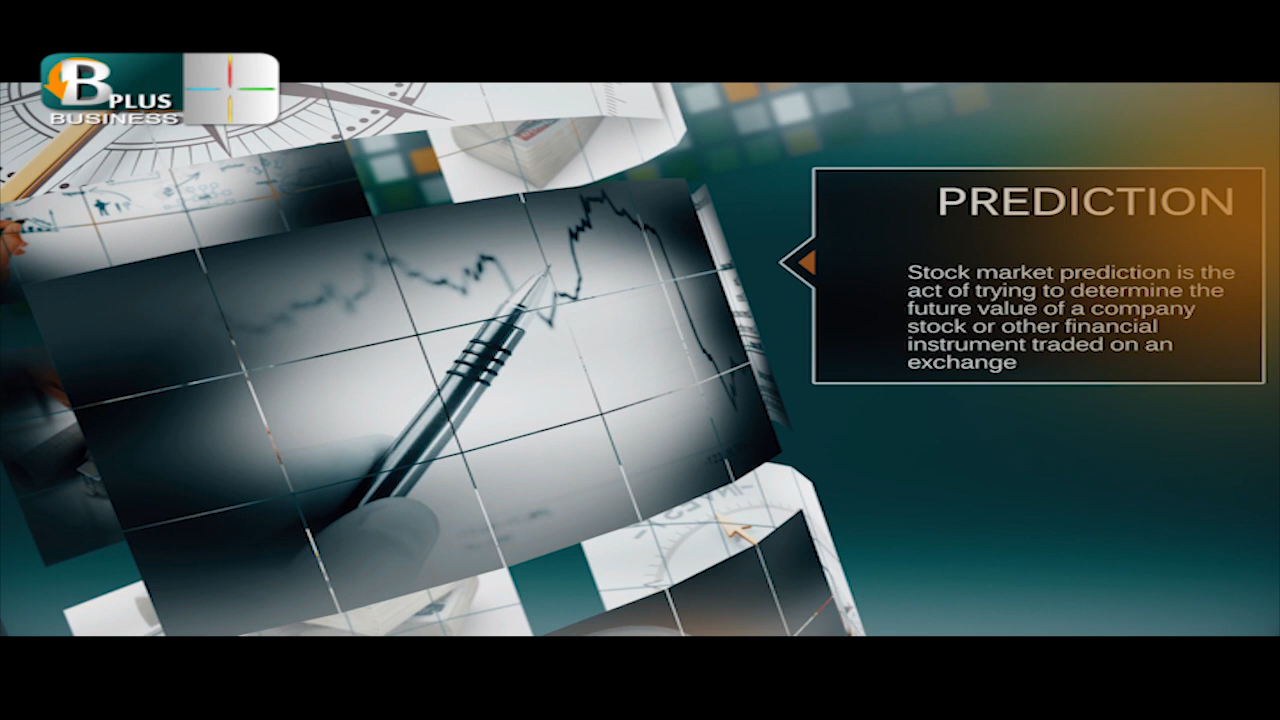 B PLUS
BUSINESS
PREDICTION
Stock market prediction is the
act of trying to determine the
future value of a company
stock or other financial
instrument traded on an
exchange